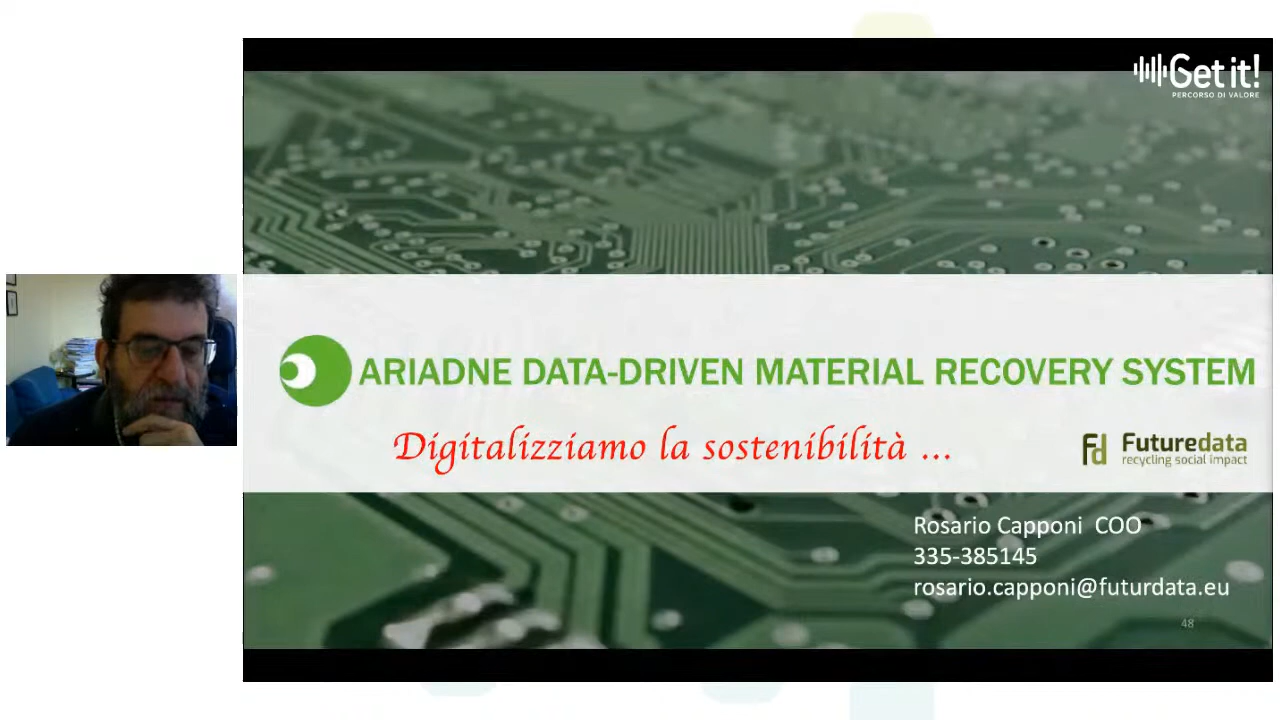 Get it!
PERCORSO DI VALORE
ARIADNE DATA-DRIVEN MATERIAL RECOVERY SYSTEM
Digitalizziamo la sostenibilità ...
Fd Futuredata
recycling social impact
Rosario Capponi COO
335-385145
rosario.capponi@futurdata.eu
48